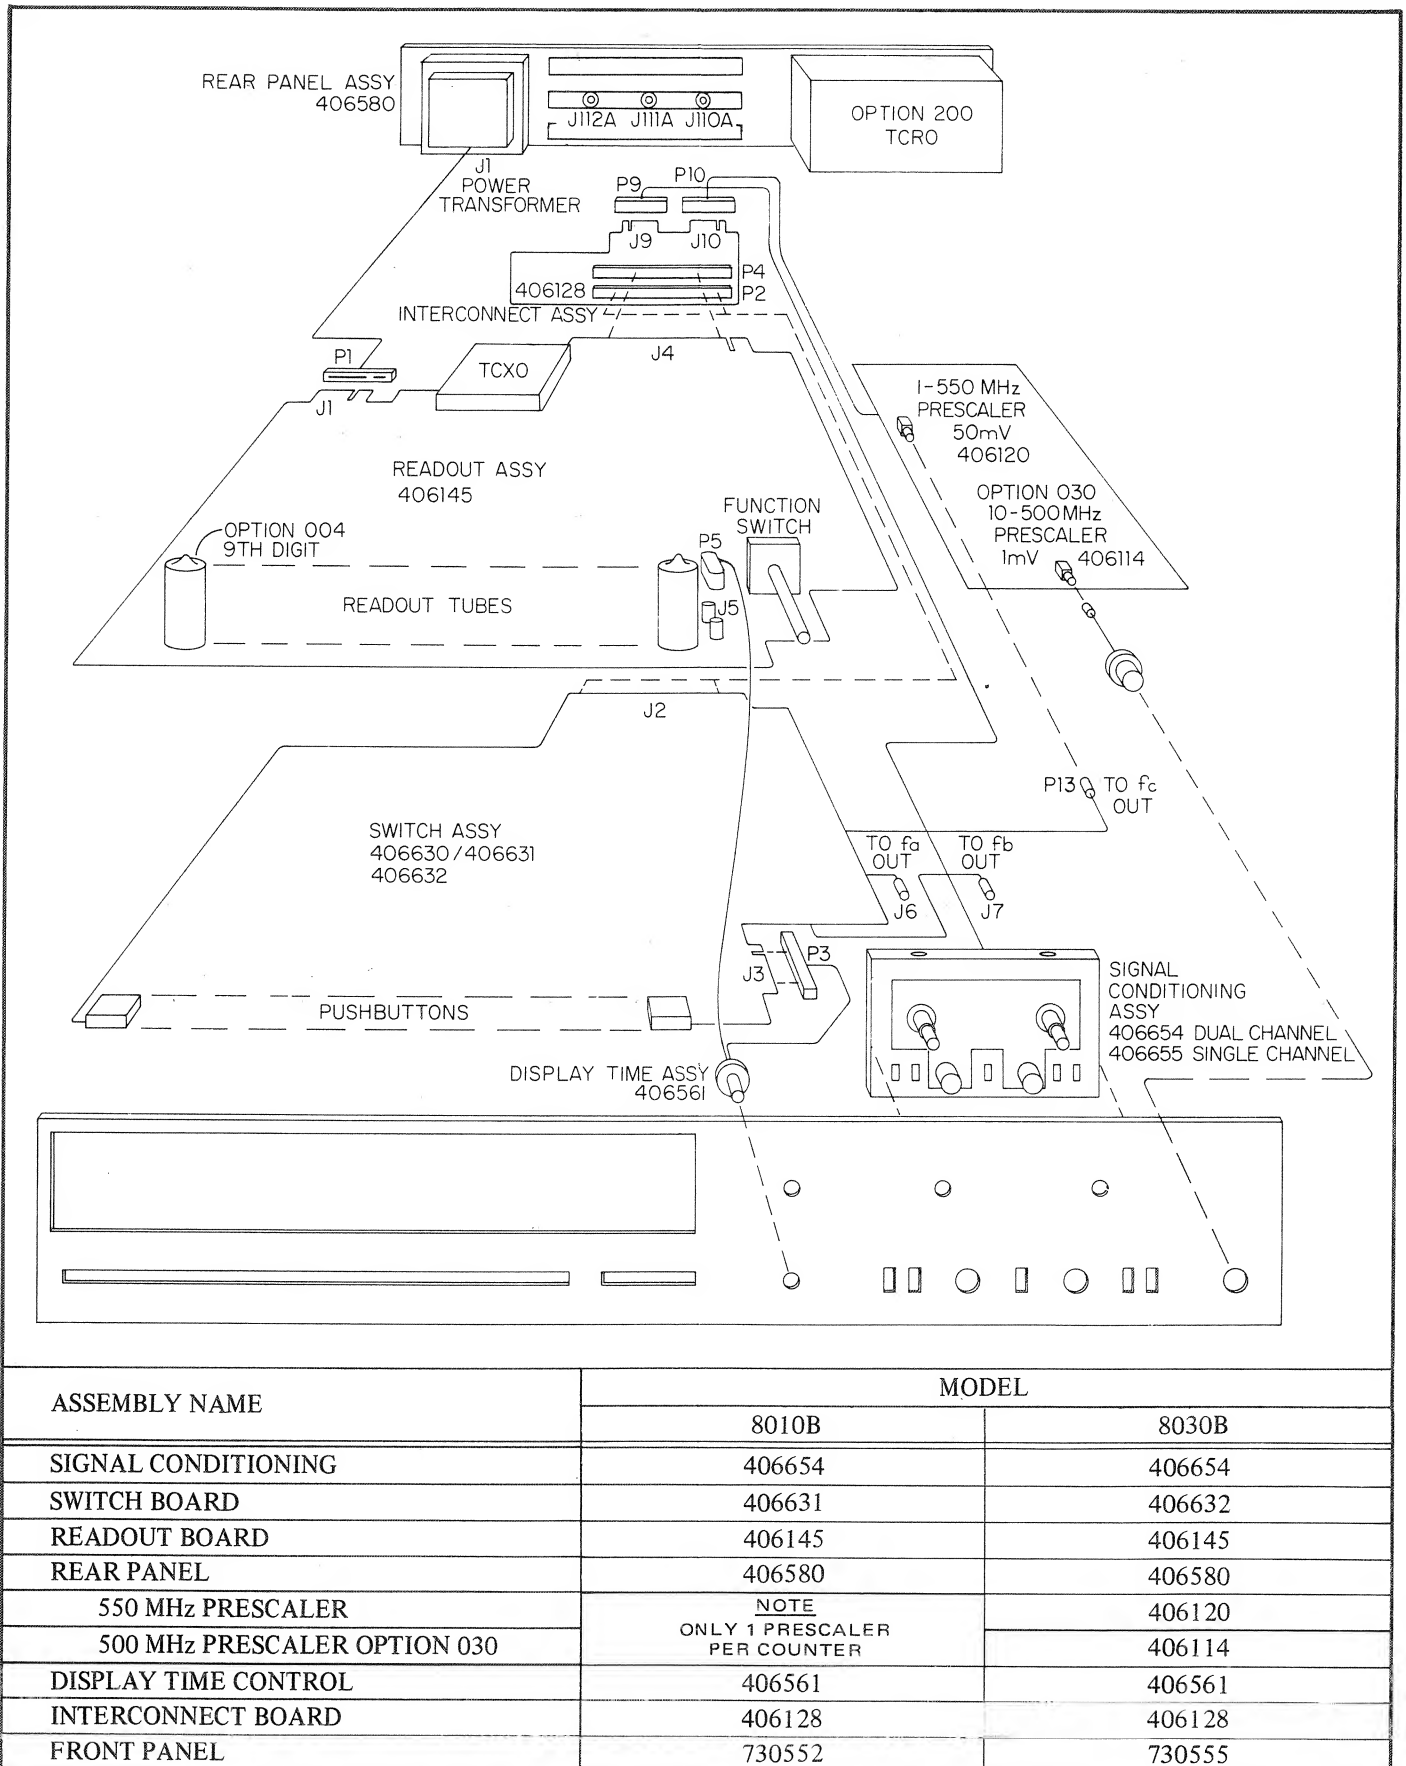 REAR PANEL ASSY
406580
J112A J111A J110A
OPTION 200
TCRO
J1
POWER
TRANSFORMER
P9
P10
J9
J10
P4
406128
P2
INTERCONNECT ASSY
P1
TCXO
J4
J1
1-550 MHz
PRESCALER
50mV
406120
READOUT ASSY
406145
OPTION 030
10-500MHz
PRESCALER
1mV 406114
FUNCTION
SWITCH
OPTION 004
9TH DIGIT
P5
READOUT TUBES
J5
J2
P13
TO fc
OUT
SWITCH ASSY
406630/406631
406632
TO fa
OUT
TO fb
OUT
J6
J7
P3
J3
SIGNAL
CONDITIONING
ASSY
406654 DUAL CHANNEL
406655 SINGLE CHANNEL
PUSHBUTTONS
DISPLAY TIME ASSY
406561
ASSEMBLY NAME
MODEL
8010B 8030B
SIGNAL CONDITIONING 406654 406654
SWITCH BOARD 406631 406632
READOUT BOARD 406145 406145
REAR PANEL 406580 406580
550 MHz PRESCALER 406120
NOTE
ONLY 1 PRESCALER
PER COUNTER
500 MHz PRESCALER OPTION 030 406114
DISPLAY TIME CONTROL 406561 406561
INTERCONNECT BOARD 406128 406128
FRONT PANEL 730552 730555